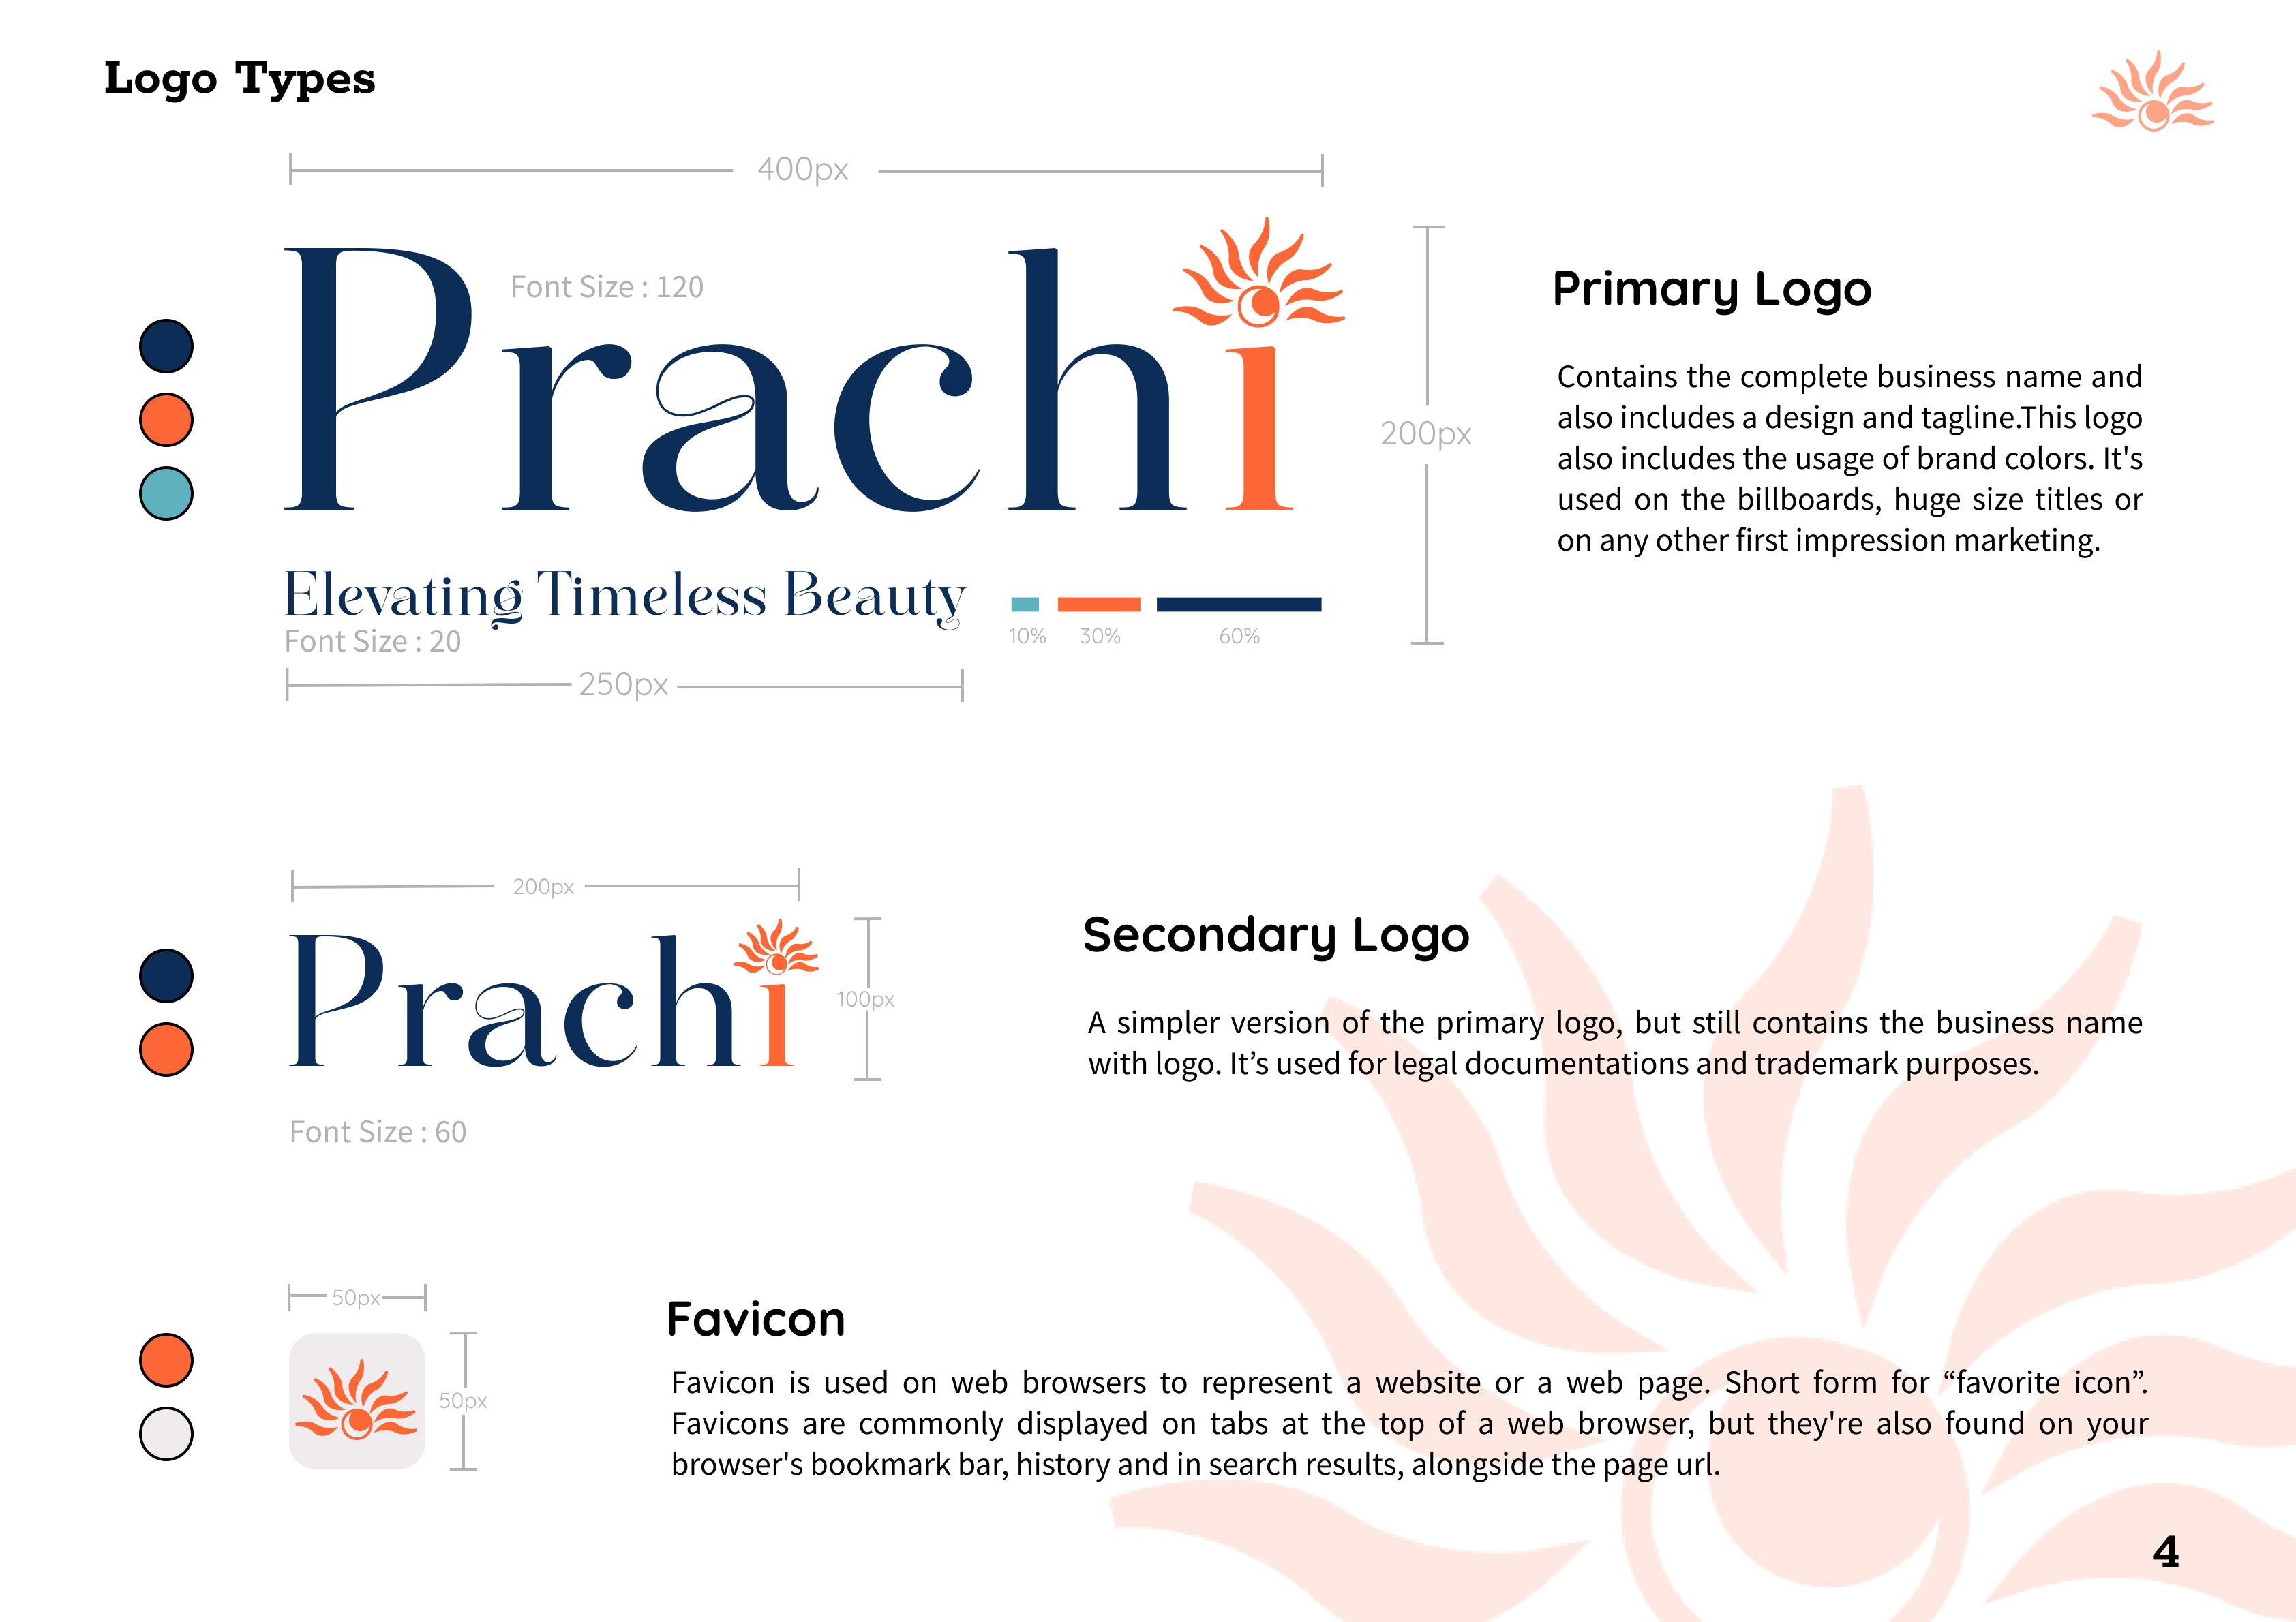 Logo Types
400px
Prachi
Font Size : 120
200px
Elevating Timeless Beauty
Font Size : 20
10%
30%
60%
250px
Primary Logo
Contains the complete business name and
also includes a design and tagline.This logo
also includes the usage of brand colors. It's
used on the billboards, huge size titles or
on any other first impression marketing.
200px
Prachi
100px
Font Size : 60
Secondary Logo
A simpler version of the primary logo, but still contains the business name
with logo. It’s used for legal documentations and trademark purposes.
50px
50px
Favicon
Favicon is used on web browsers to represent a website or a web page. Short form for “favorite icon”.
Favicons are commonly displayed on tabs at the top of a web browser, but they're also found on your
browser's bookmark bar, history and in search results, alongside the page url.
4